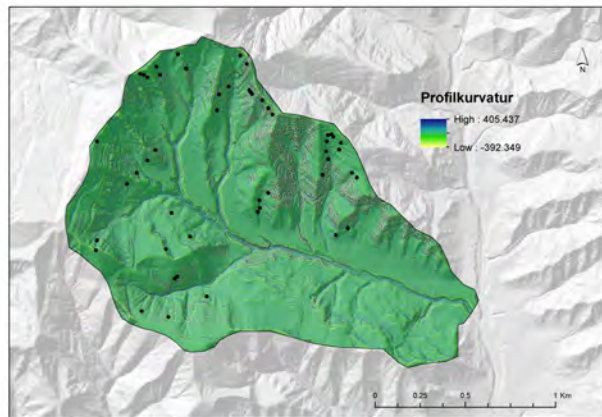 N
Profilkurvatur
High : 405.437
Low : -392.349
0 0.25 0.5 1 Km